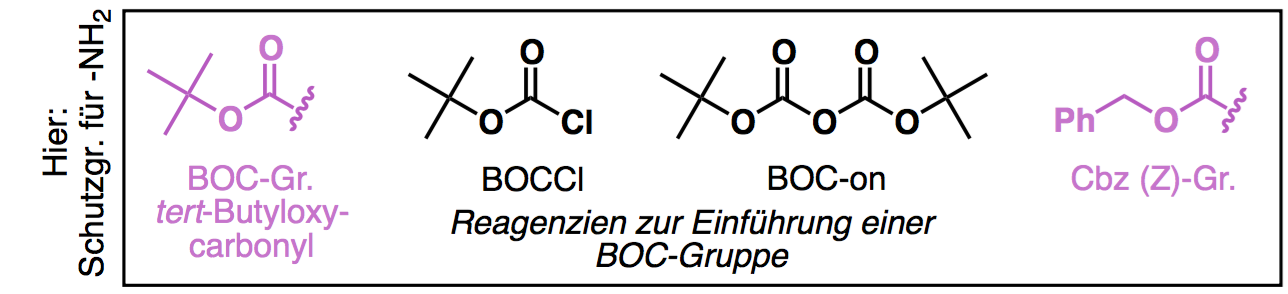 Hier:
Schutzgr. für -NH2
O
O
BOC-Gr.
tert-Butyloxy-
carbonyl
O
O
Cl
BOCCl
O
O
O
O
O
BOC-on
Reagenzien zur Einführung einer
BOC-Gruppe
O
Ph
O
Cbz (Z)-Gr.